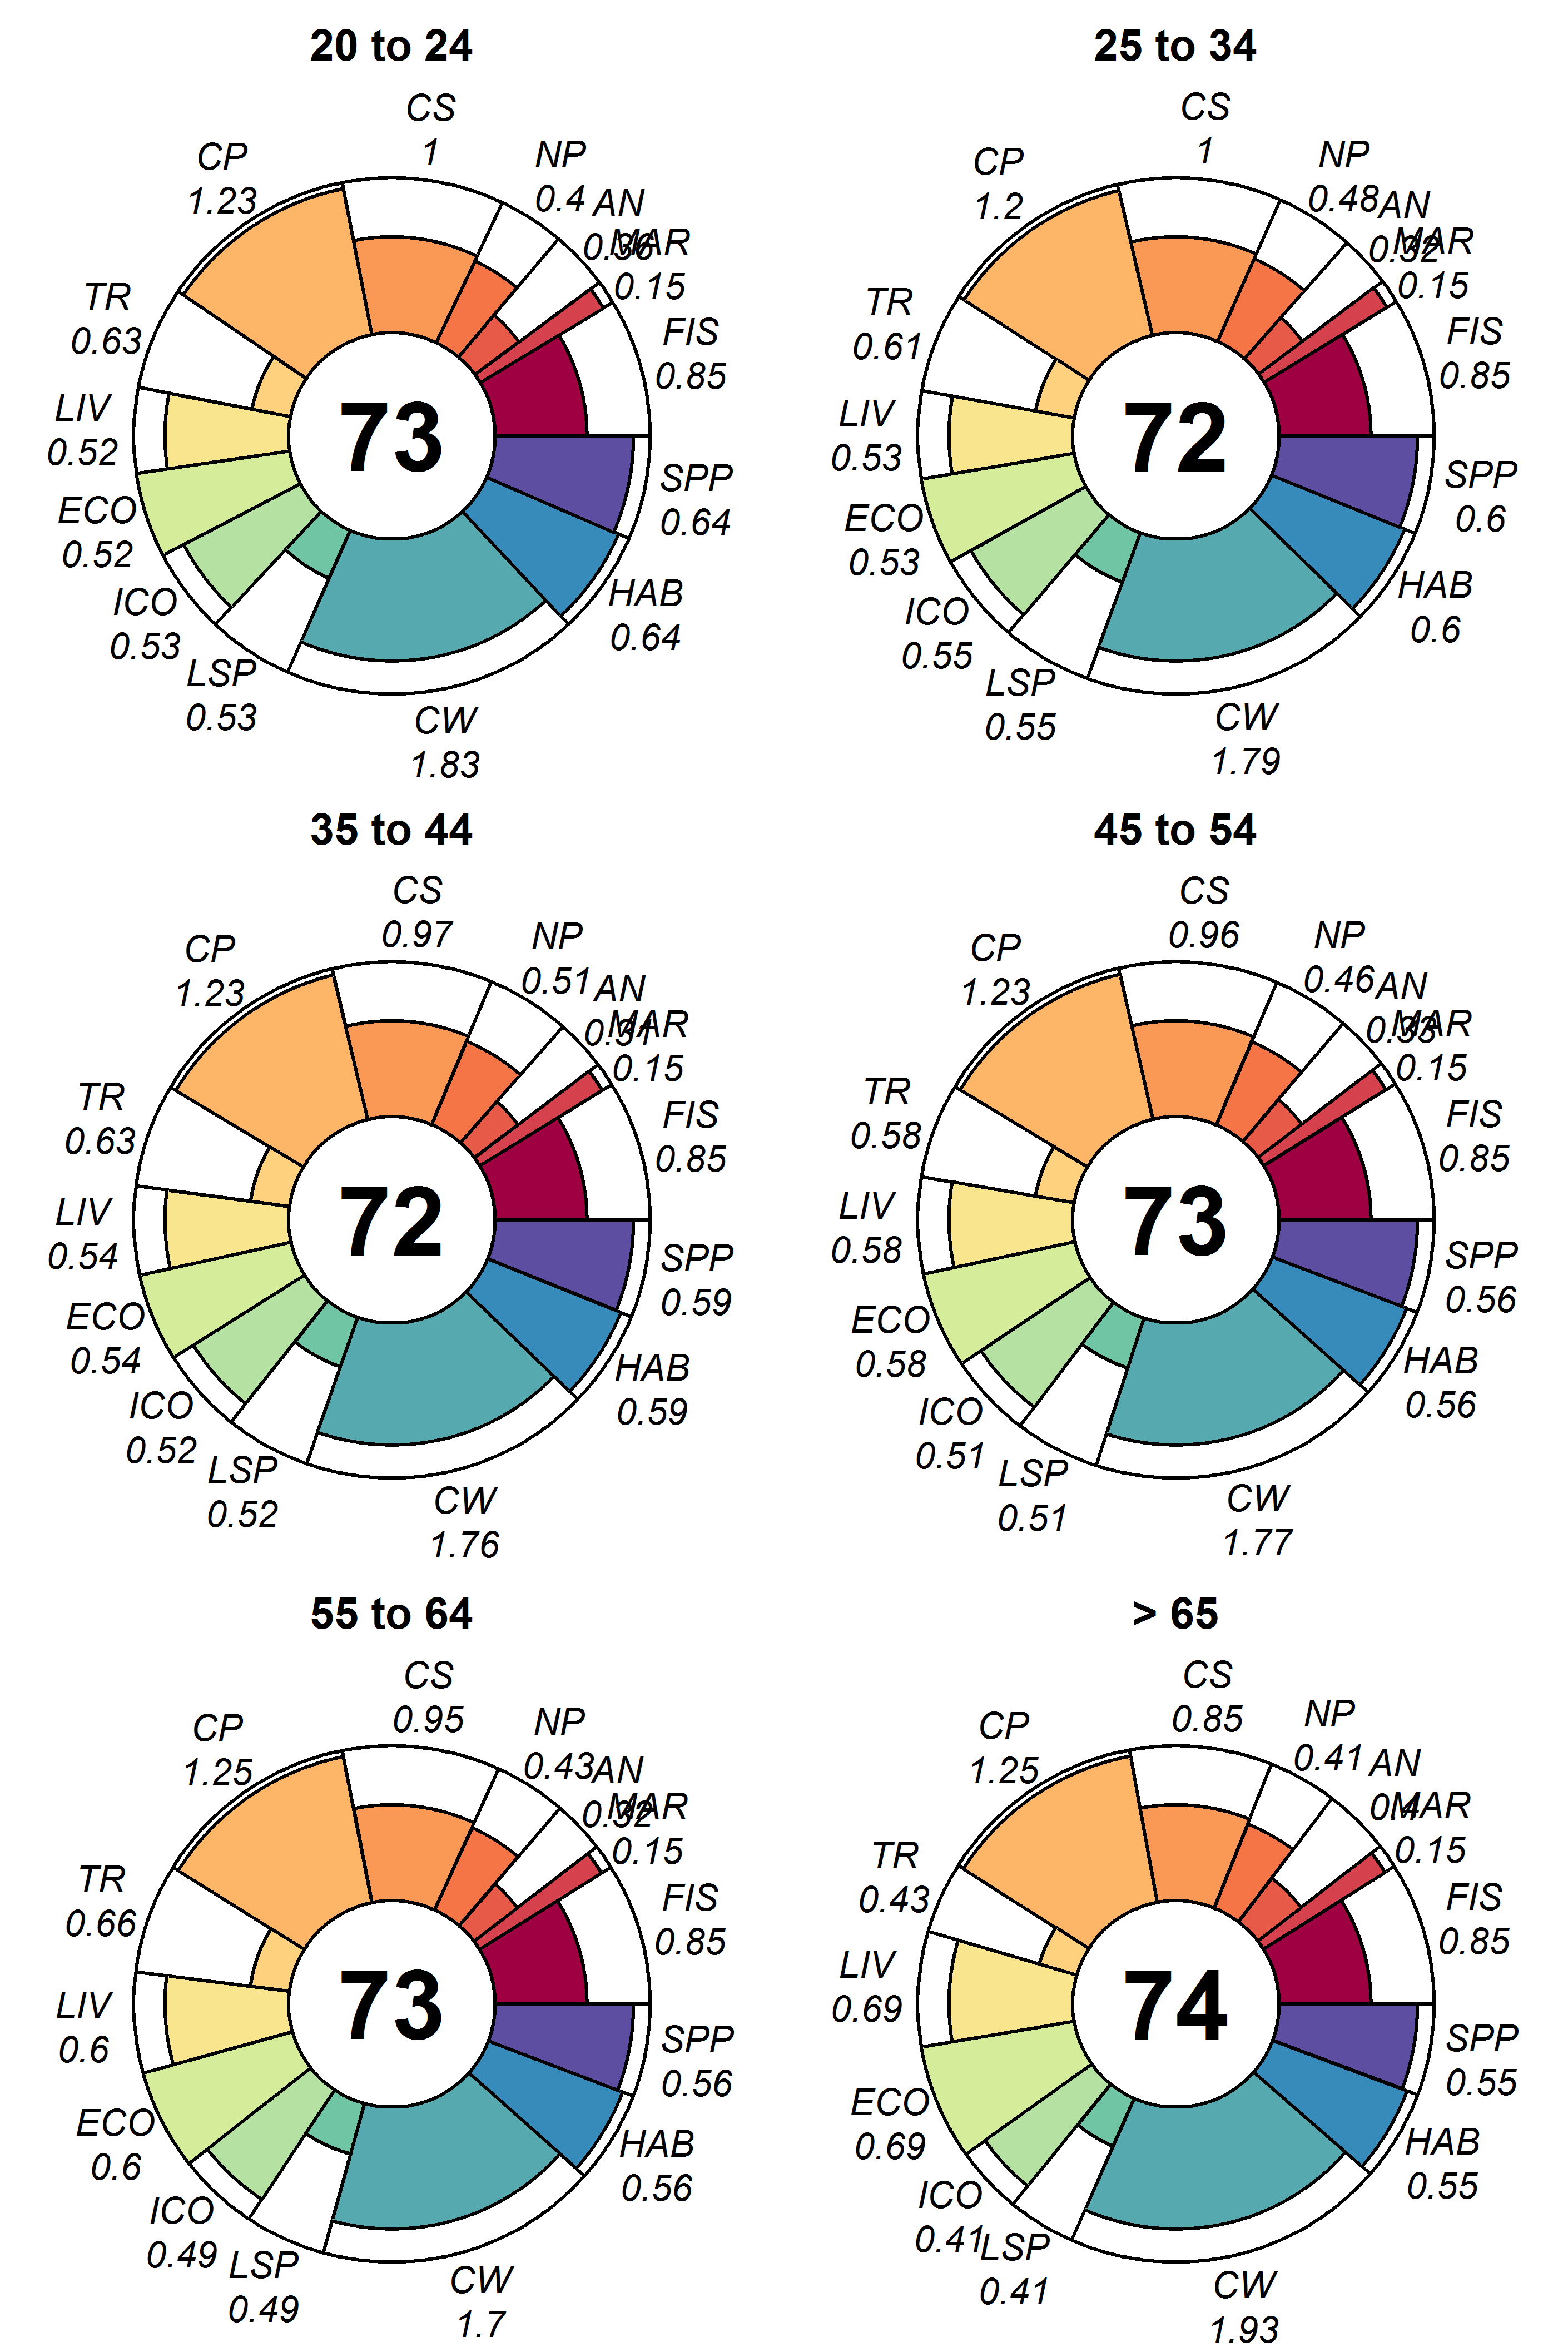 20 to 24
CS
1
NP
0.4
AN
0.36
MAR
0.15
FIS
0.85
CP
1.23
TR
0.63
LIV
0.52
ECO
0.52
ICO
0.53
LSP
0.53
CW
1.83
HAB
0.64
SPP
0.64
73
25 to 34
CS
1
NP
0.48
AN
0.32
MAR
0.15
FIS
0.85
CP
1.2
TR
0.61
LIV
0.53
ECO
0.53
ICO
0.55
LSP
0.55
CW
1.79
HAB
0.6
SPP
0.6
72
35 to 44
CS
0.97
NP
0.51
AN
0.31
MAR
0.15
FIS
0.85
CP
1.23
TR
0.63
LIV
0.54
ECO
0.54
ICO
0.52
LSP
0.52
CW
1.76
HAB
0.59
SPP
0.59
72
45 to 54
CS
0.96
NP
0.46
AN
0.33
MAR
0.15
FIS
0.85
CP
1.23
TR
0.58
LIV
0.58
ECO
0.58
ICO
0.51
LSP
0.51
CW
1.77
HAB
0.56
SPP
0.56
73
55 to 64
CS
0.95
NP
0.43
AN
0.32
MAR
0.15
FIS
0.85
CP
1.25
TR
0.66
LIV
0.6
ECO
0.6
ICO
0.49
LSP
0.49
CW
1.7
HAB
0.56
SPP
0.56
73
> 65
CS
0.85
NP
0.41
AN
0.4
MAR
0.15
FIS
0.85
CP
1.25
TR
0.43
LIV
0.69
ECO
0.69
ICO
0.41
LSP
0.41
CW
1.93
HAB
0.55
SPP
0.55
74